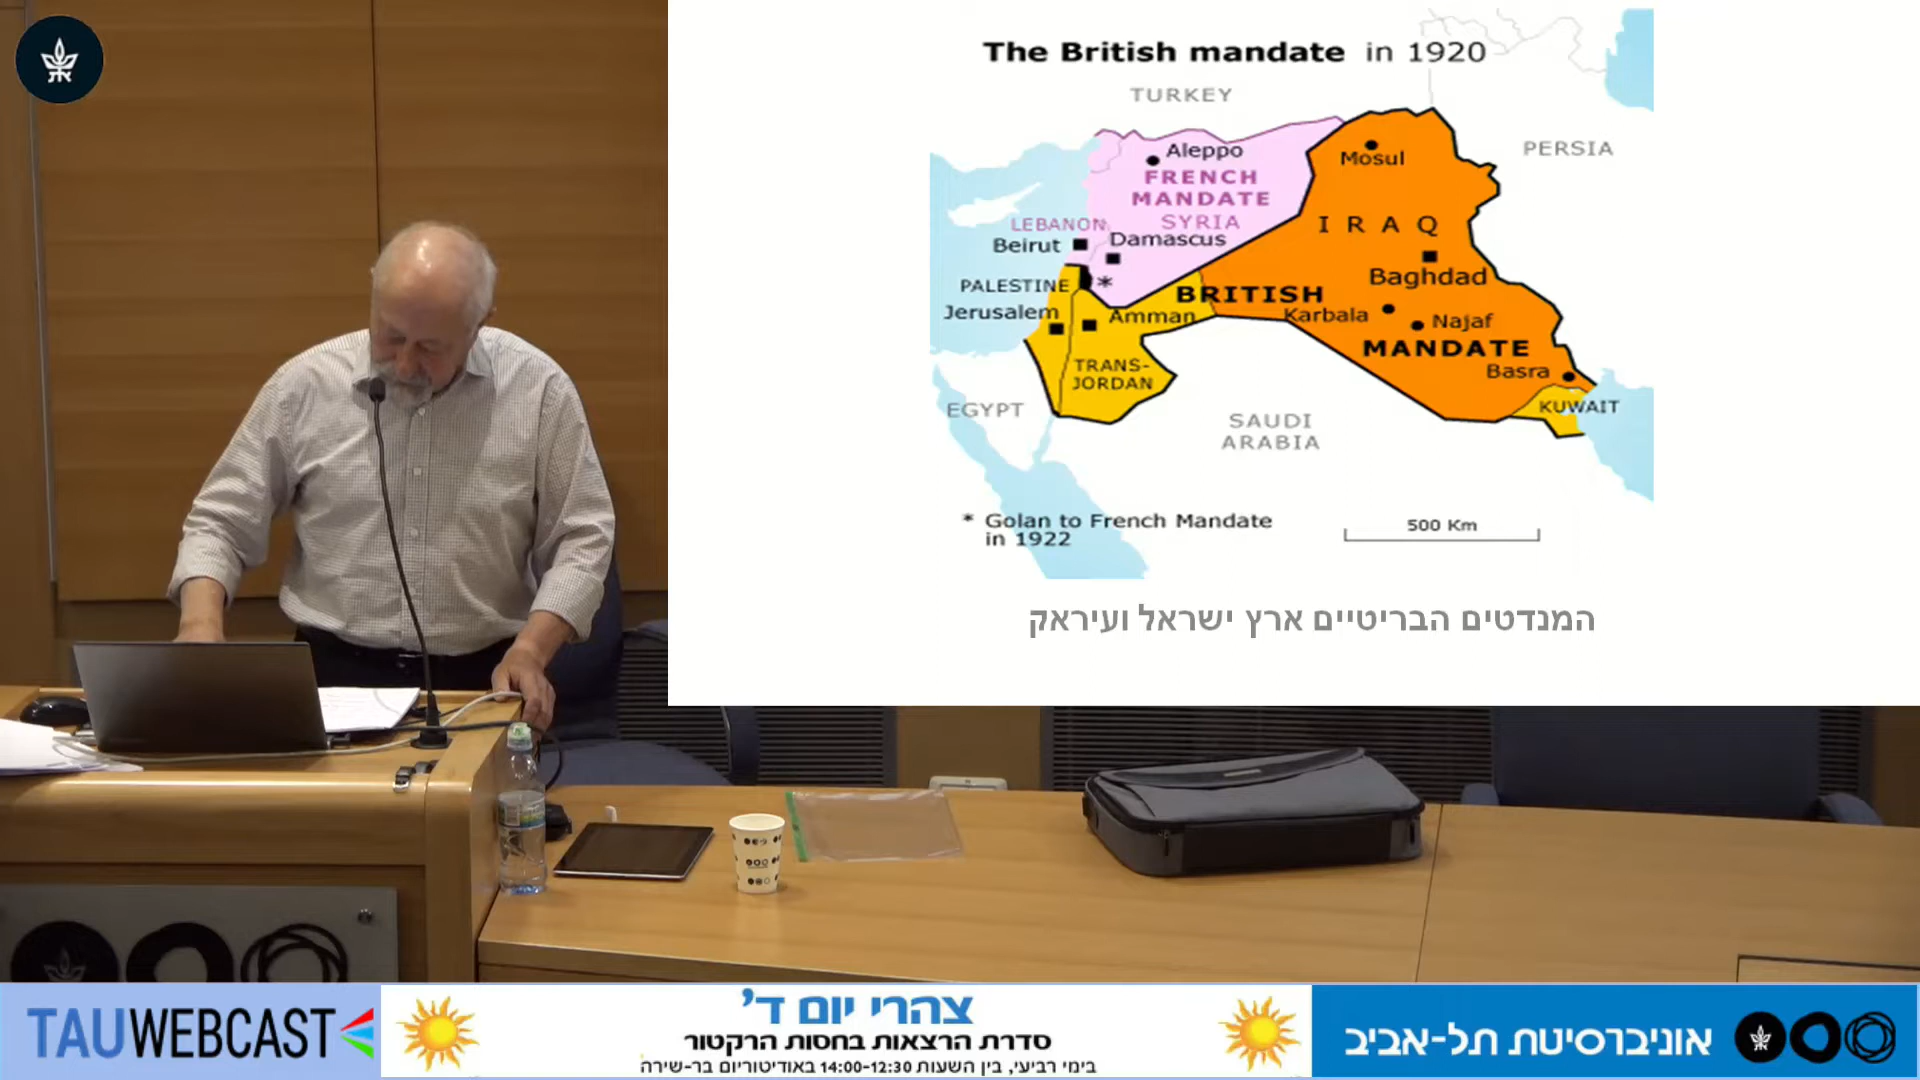 The British mandate in 1920
TURKEY
PERSIA
Aleppo
Mosul
FRENCH
MANDATE
SYRIA
LEBANON
IRAQ
Beirut
Damascus
Baghdad
PALESTINE
*
BRITISH
Jerusalem
Amman
Karbala
Najaf
MANDATE
TRANS-
JORDAN
Basra
EGYPT
KUWAIT
SAUDI
ARABIA
* Golan to French Mandate
in 1922
500 Km
המנדטים הבריטיים ארץ ישראל ועיראק
TAUWEBCAST
צהרי יום ד'
סדרת הרצאות בחסות הרקטור
בימי רביעי, בין השעות 14:00-12:30 באודיטוריום בר-שירה
אוניברסיטת תל-אביב